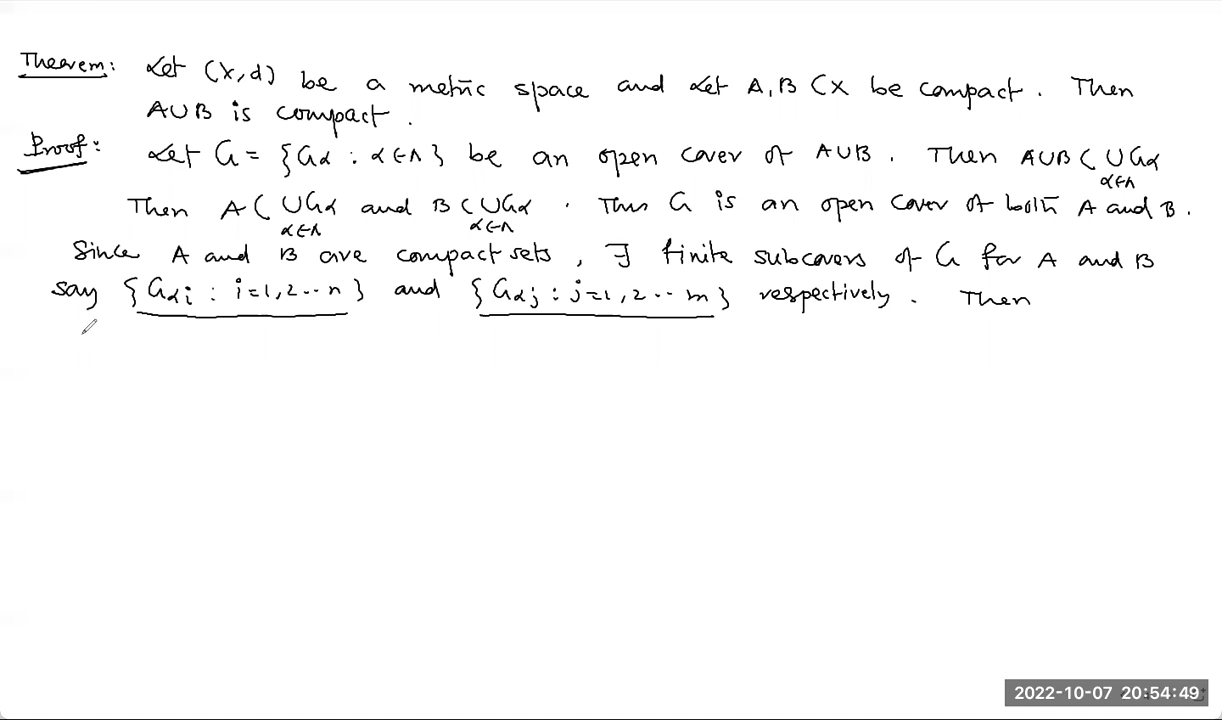 Theorem: Let (X,d) be a metric space and let A,B ⊂ X be compact. Then
A∪B is compact.
Proof: Let G = {Gα : α∈Λ} be an open cover of A∪B. Then A∪B ⊂ ∪Gα
α∈Λ
Then A ⊂ ∪Gα and B ⊂ ∪Gα. Thus G is an open cover of both A and B.
α∈Λ α∈Λ
Since A and B are compact sets, ∃ finite subcovers of G for A and B
say {Gαi : i=1,2...n} and {Gαj : j=1,2...m} respectively. Then
2022-10-07 20:54:49